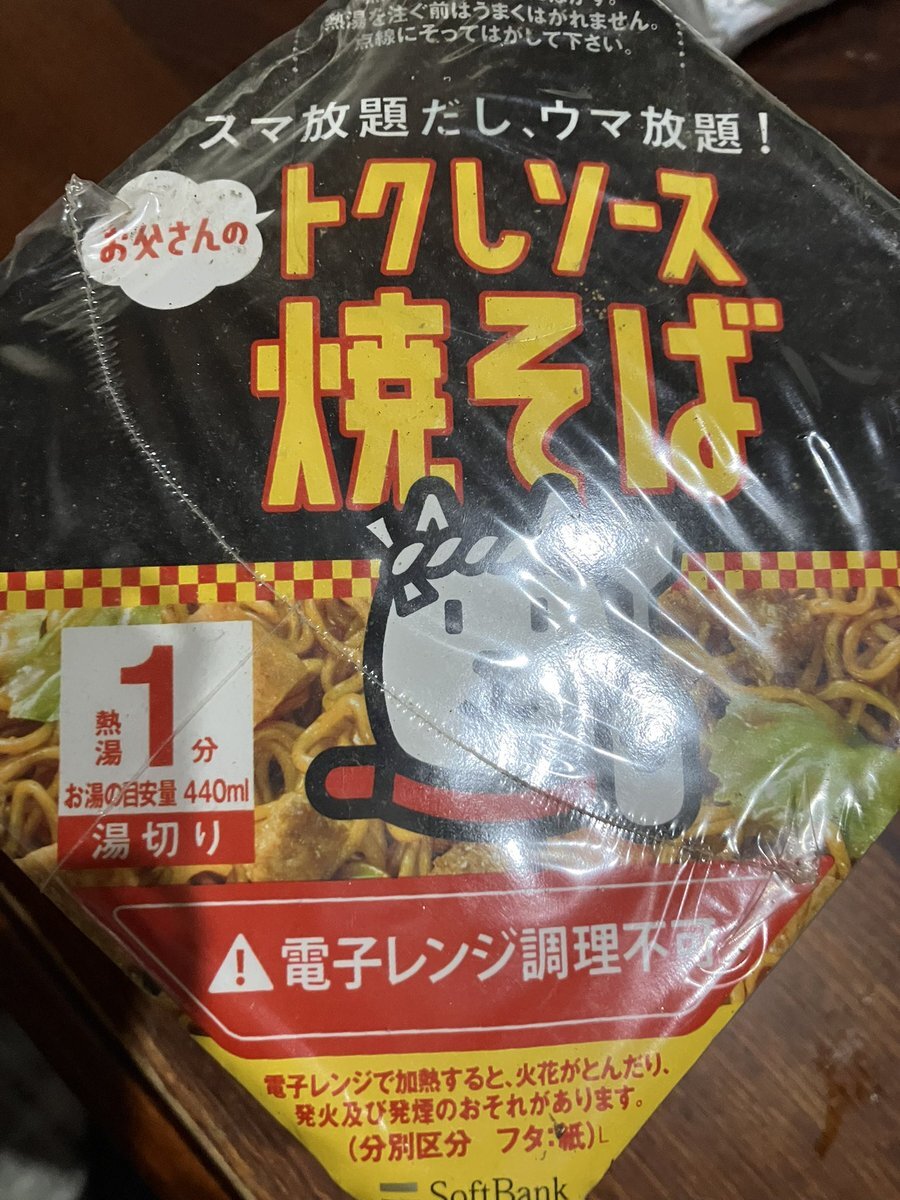 熱湯を注ぐ前はうまくはがれません。
点線にそってはがして下さい。
スマ放題だし、ウマ放題!
お父さんの
トクしソース
焼そば
熱湯1分
お湯の目安量 440ml
湯切り
電子レンジ調理不可
電子レンジで加熱すると、火花がとんだり、
発火及び発煙のおそれがあります。
(分別区分 フタ:紙)L
SoftBank